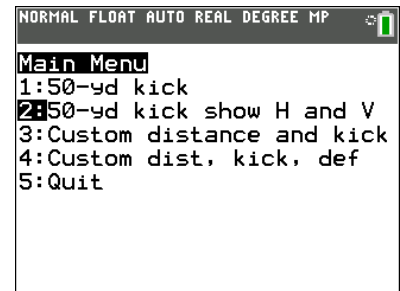 NORMAL FLOAT AUTO REAL DEGREE MP
Main Menu
1:50-yd kick
2:50-yd kick show H and V
3:Custom distance and kick
4:Custom dist, kick, def
5:Quit